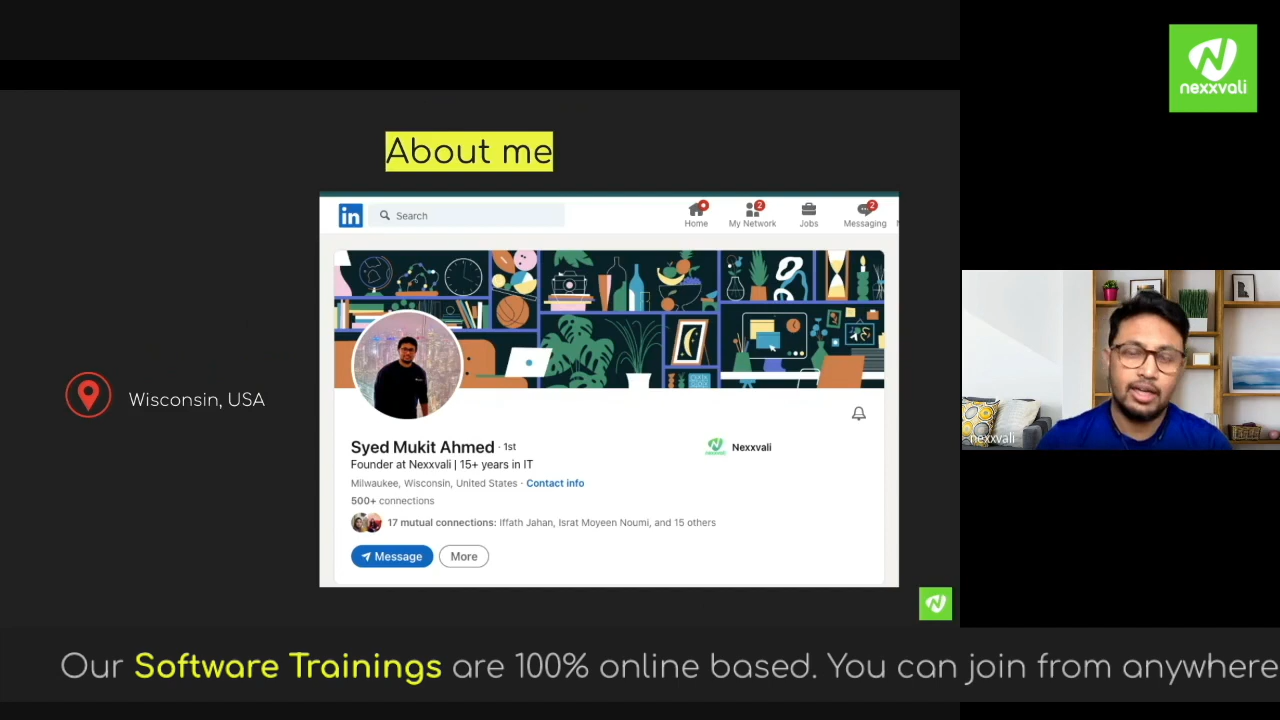 nexxvali
About me
in
Search
Home
My Network
2
Jobs
Messaging
2
Syed Mukit Ahmed · 1st
Nexxvali
Founder at Nexxvali | 15+ years in IT
Milwaukee, Wisconsin, United States · Contact info
500+ connections
17 mutual connections: Iffath Jahan, Israt Moyeen Noumi, and 15 others
Message
More
Wisconsin, USA
nexxvali
Our Software Trainings are 100% online based. You can join from anywhere